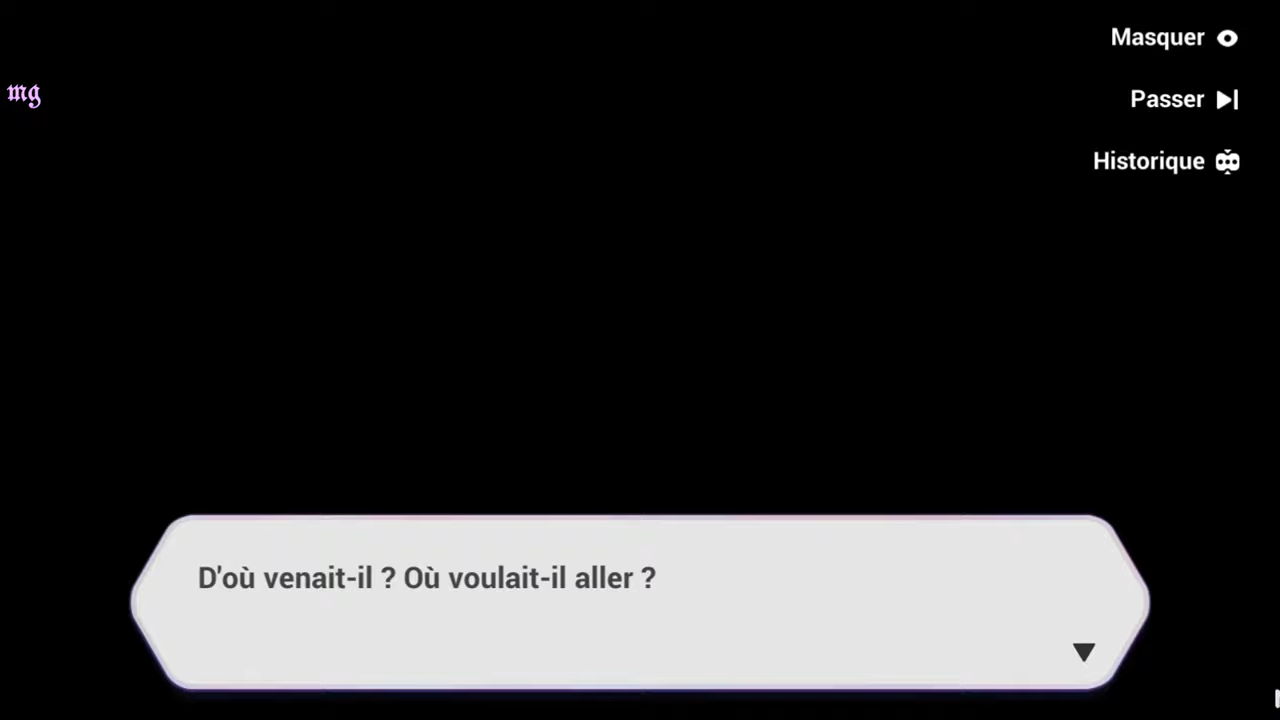 Masquer
mg
Passer
Historique
D'où venait-il ? Où voulait-il aller ?